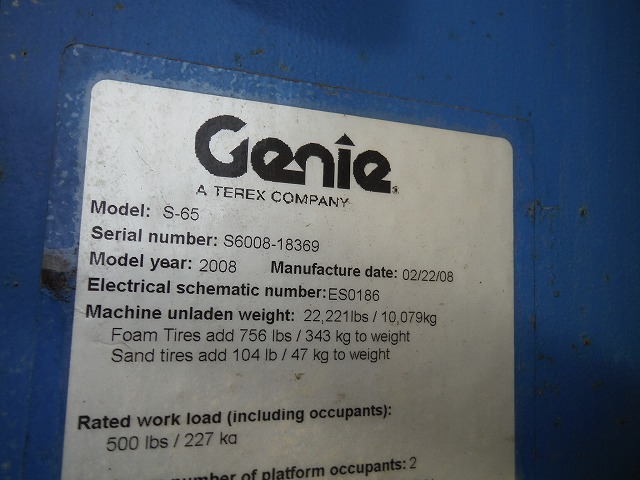 Genie
A TEREX COMPANY
Model: S-65
Serial number: S6008-18369
Model year: 2008 Manufacture date: 02/22/08
Electrical schematic number: ES0186
Machine unladen weight: 22,221lbs / 10,079kg
Foam Tires add 756 lbs / 343 kg to weight
Sand tires add 104 lb / 47 kg to weight
Rated work load (including occupants):
500 lbs / 227 kg
number of platform occupants: 2